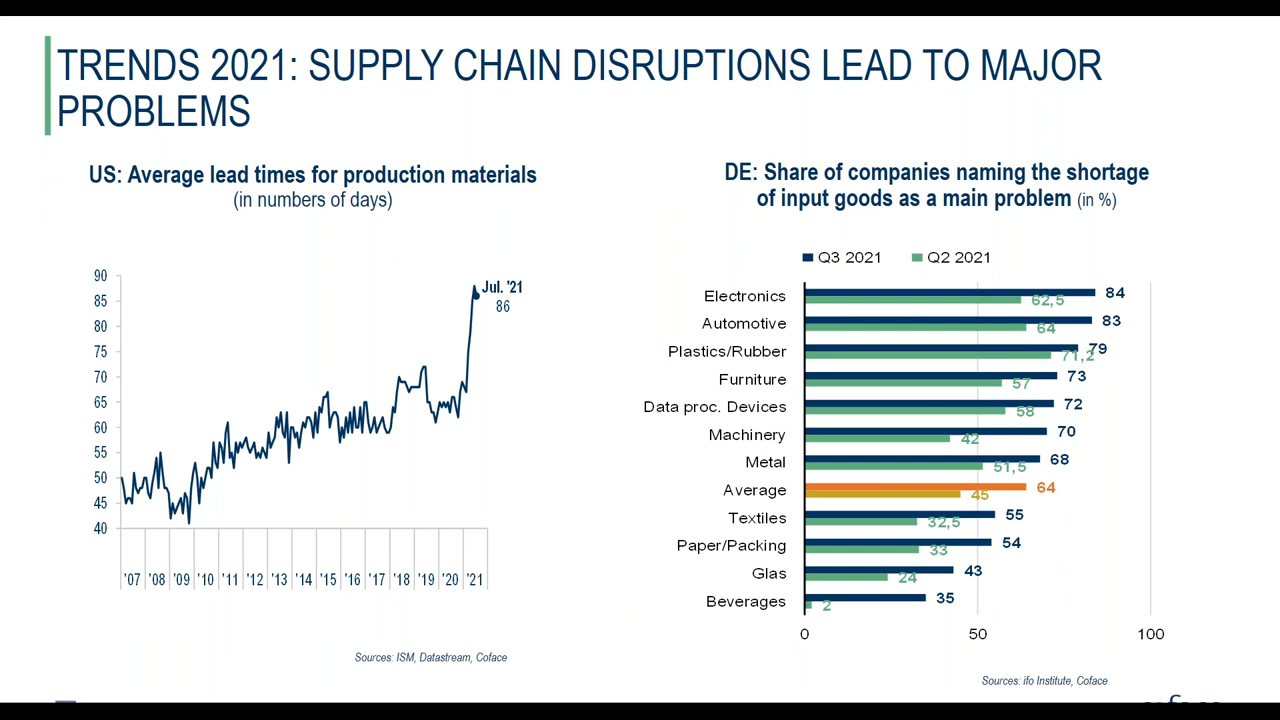 TRENDS 2021: SUPPLY CHAIN DISRUPTIONS LEAD TO MAJOR
PROBLEMS
US: Average lead times for production materials
(in numbers of days)
90
85
80
75
70
65
60
55
50
45
40
Jul. '21
86
'07 '08 '09 '10 '11 '12 '13 '14 '15 '16 '17 '18 '19 '20 '21
Sources: ISM, Datastream, Coface
DE: Share of companies naming the shortage
of input goods as a main problem (in %)
Q3 2021 Q2 2021
Electronics 84
62,5
Automotive 83
64
Plastics/Rubber 79
71,2
Furniture 73
57
Data proc. Devices 72
58
Machinery 70
42
Metal 68
51,5
Average 64
45
Textiles 55
32,5
Paper/Packing 54
33
Glas 43
24
Beverages 35
2
0 50 100
Sources: ifo Institute, Coface